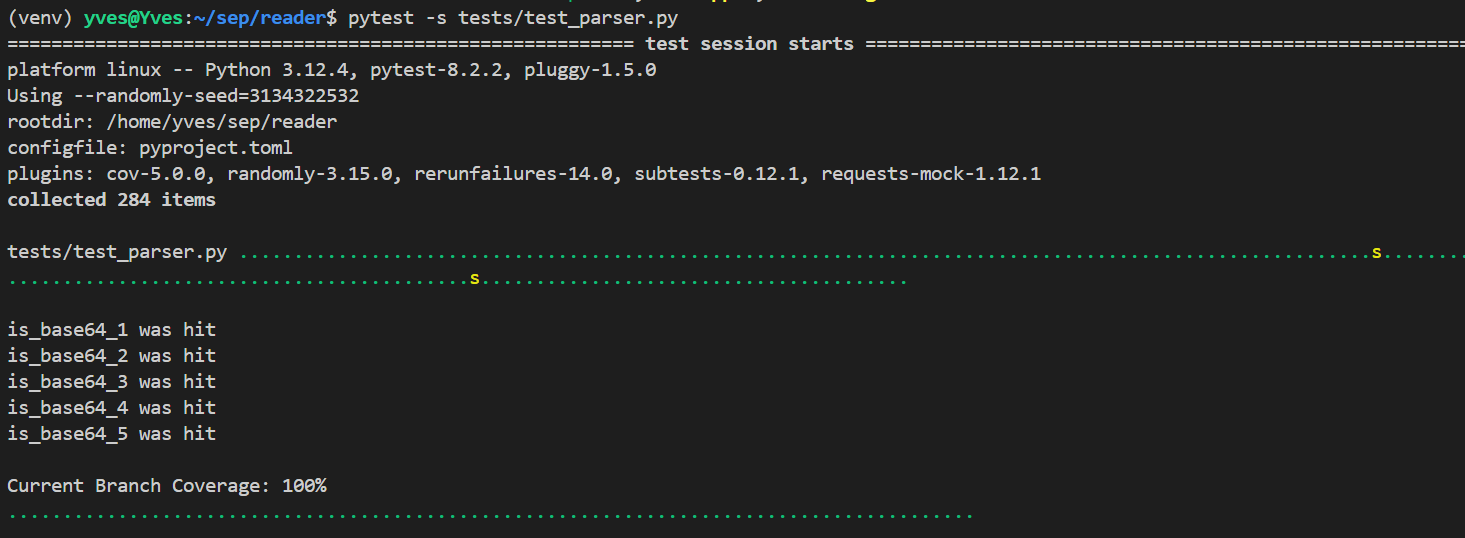 (venv) yves@Yves:~/sep/reader$ pytest -s tests/test_parser.py
========================================================= test session starts =======================================================
platform linux -- Python 3.12.4, pytest-8.2.2, pluggy-1.5.0
Using --randomly-seed=3134322532
rootdir: /home/yves/sep/reader
configfile: pyproject.toml
plugins: cov-5.0.0, randomly-3.15.0, rerunfailures-14.0, subtests-0.12.1, requests-mock-1.12.1
collected 284 items
tests/test_parser.py .......................................................................................................s........
..........................................s.......................................
is_base64_1 was hit
is_base64_2 was hit
is_base64_3 was hit
is_base64_4 was hit
is_base64_5 was hit
Current Branch Coverage: 100%
........................................................................................